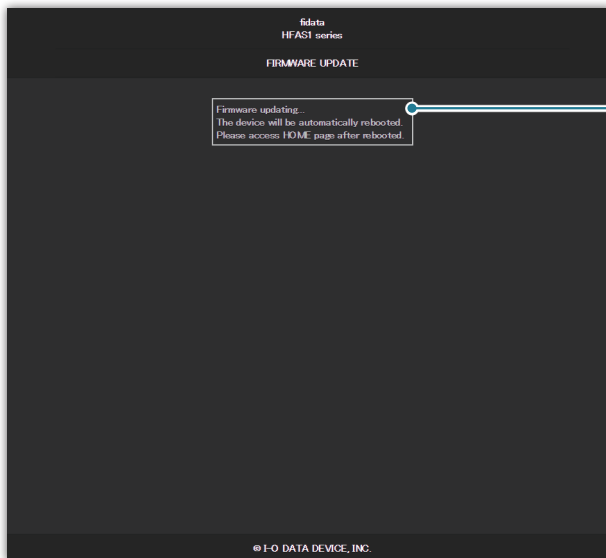 fidata
HFAS1 series
FIRMWARE UPDATE
Firmware updating...
The device will be automatically rebooted.
Please access HOME page after rebooted.
© I-O DATA DEVICE, INC.